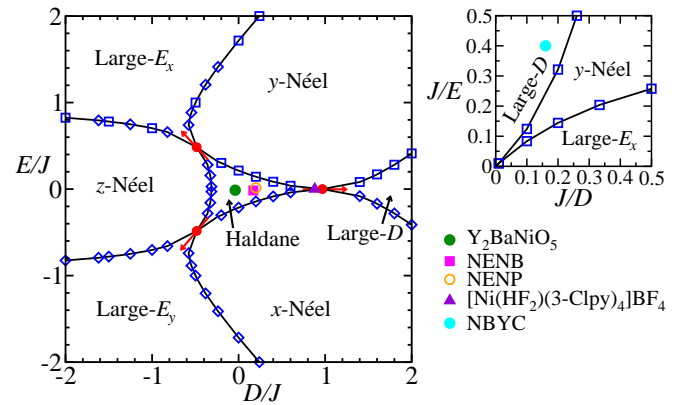 Large-Eₓ
y-Néel
z-Néel
Haldane
Large-D
Large-E_y
x-Néel
E/J
2
1
0
-1
-2
-2
-1
0
1
2
D/J
J/E
0.5
0.4
0.3
0.2
0.1
0
Large-D
y-Néel
Large-Eₓ
0
0.1
0.2
0.3
0.4
0.5
J/D
Y₂BaNiO₅
NENB
NENP
[Ni(HF₂)(3-Clpy)₄]BF₄
NBYC